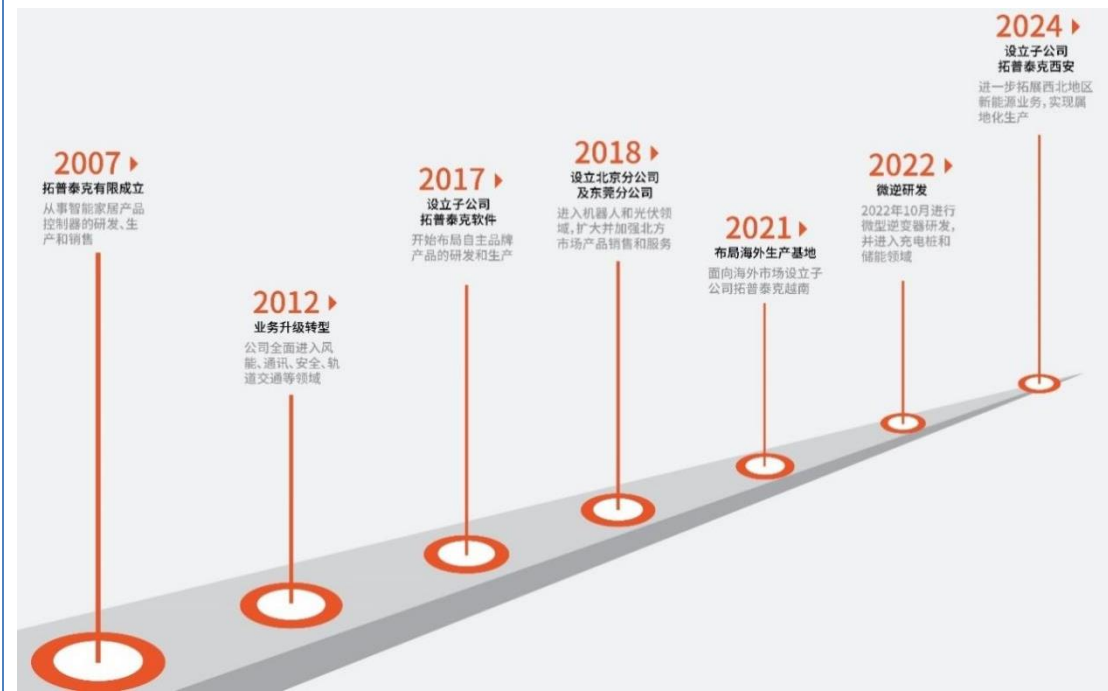 2007
拓普泰克有限成立
从事智能家居产品
控制器的研发、生
产和销售
2012
业务升级转型
公司全面进入风
能、通讯、安全、轨
道交通等领域
2017
设立子公司
拓普泰克软件
开始布局自主品牌
产品的研发和生产
2018
设立北京分公司
及东莞分公司
进入机器人和光伏领
域,扩大并加强北方
市场产品销售和服务
2021
布局海外生产基地
面向海外市场设立子
公司拓普泰克越南
2022
微逆研发
2022年10月进行
微型逆变器研发,
并进入充电桩和
储能领域
2024
设立子公司
拓普泰克西安
进一步拓展西北地区
新能源业务,实现属
地化生产